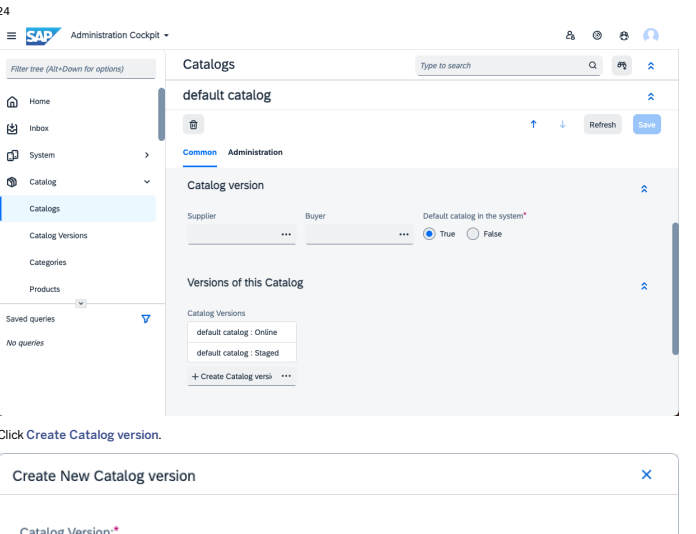 24
SAP Administration Cockpit
Filter tree (Alt+Down for options)
Home
Inbox
System
Catalog
Catalogs
Catalog Versions
Categories
Products
Saved queries
No queries
Catalogs
Type to search
default catalog
Refresh
Save
Common Administration
Catalog version
Supplier
Buyer
Default catalog in the system*
True False
Versions of this Catalog
Catalog Versions
default catalog : Online
default catalog : Staged
+ Create Catalog versi ...
Click Create Catalog version.
Create New Catalog version
Catalog Version:*